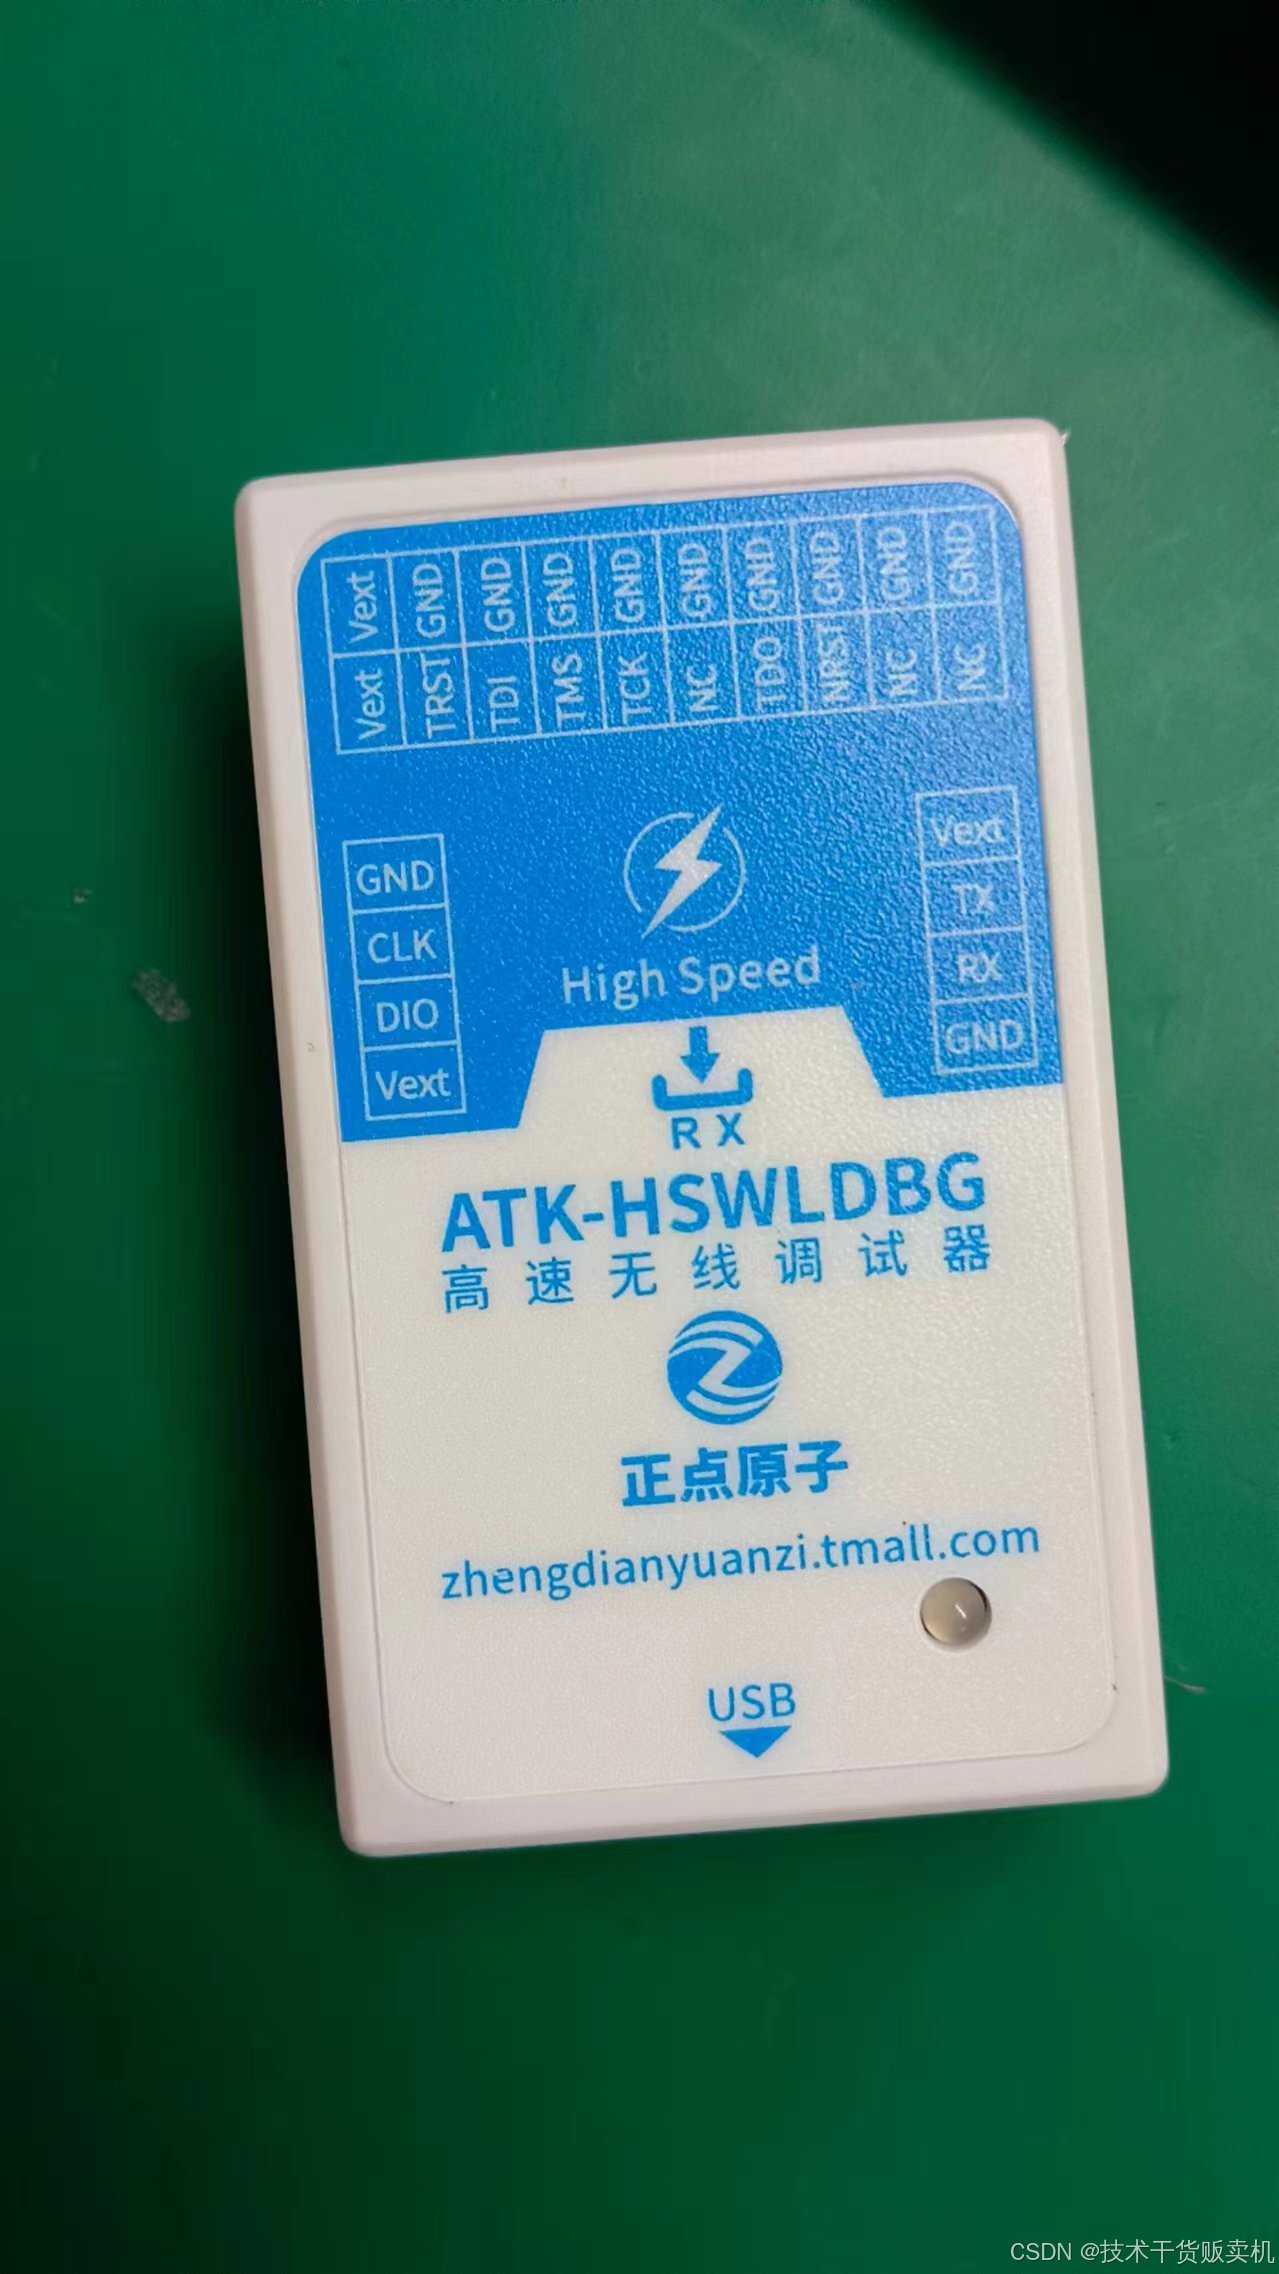 Vext GND GND GND GND GND GND GND GND GND
Vext TRST TDI TMS TCK NC TDO NRST NC NC
GND
CLK
DIO
Vext
High Speed
Vext
TX
RX
GND
RX
ATK-HSWLDBG
高速无线调试器
正点原子
zhengdianyuanzi.tmall.com
USB
CSDN @技术干货贩卖机